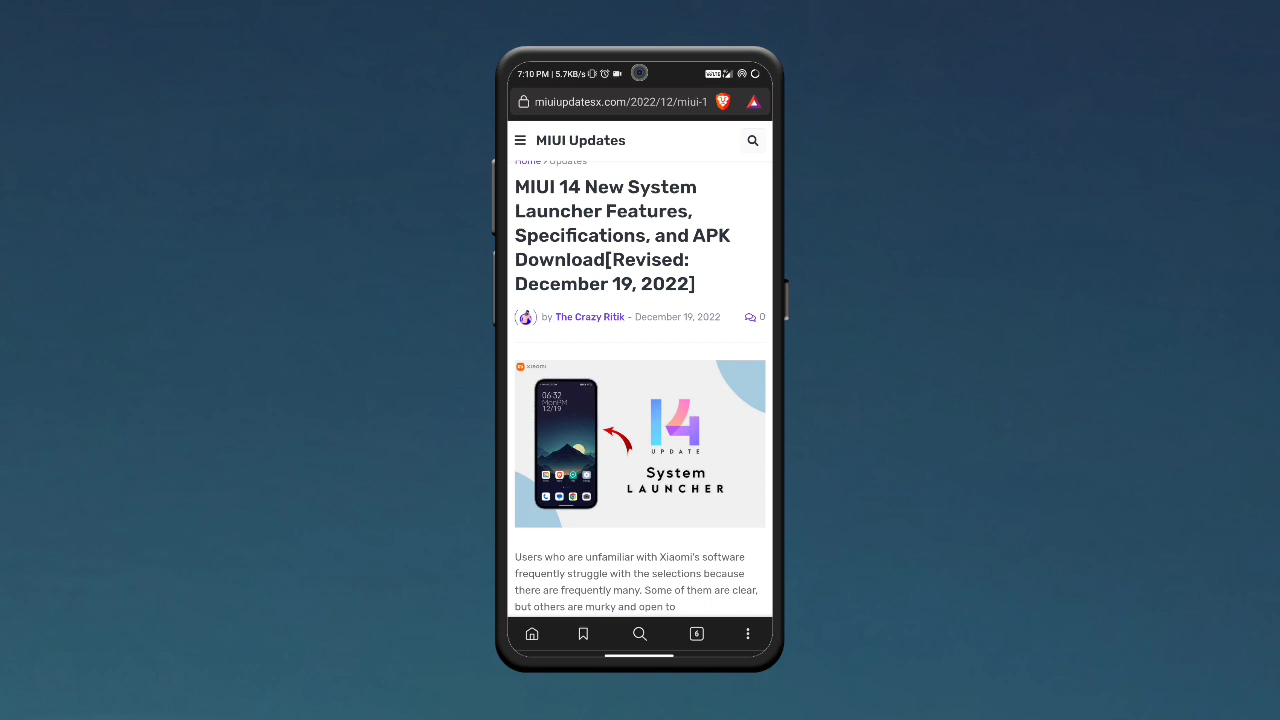 7:10 PM | 5.7KB/s
miuiupdatesx.com/2022/12/miui-1
MIUI Updates
Home / Updates
MIUI 14 New System
Launcher Features,
Specifications, and APK
Download[Revised:
December 19, 2022]
by The Crazy Ritik - December 19, 2022 0
xiaomi
06 32
Mon PM
12/19
14
UPDATE
System
LAUNCHER
Users who are unfamiliar with Xiaomi's software
frequently struggle with the selections because
there are frequently many. Some of them are clear,
but others are murky and open to
6